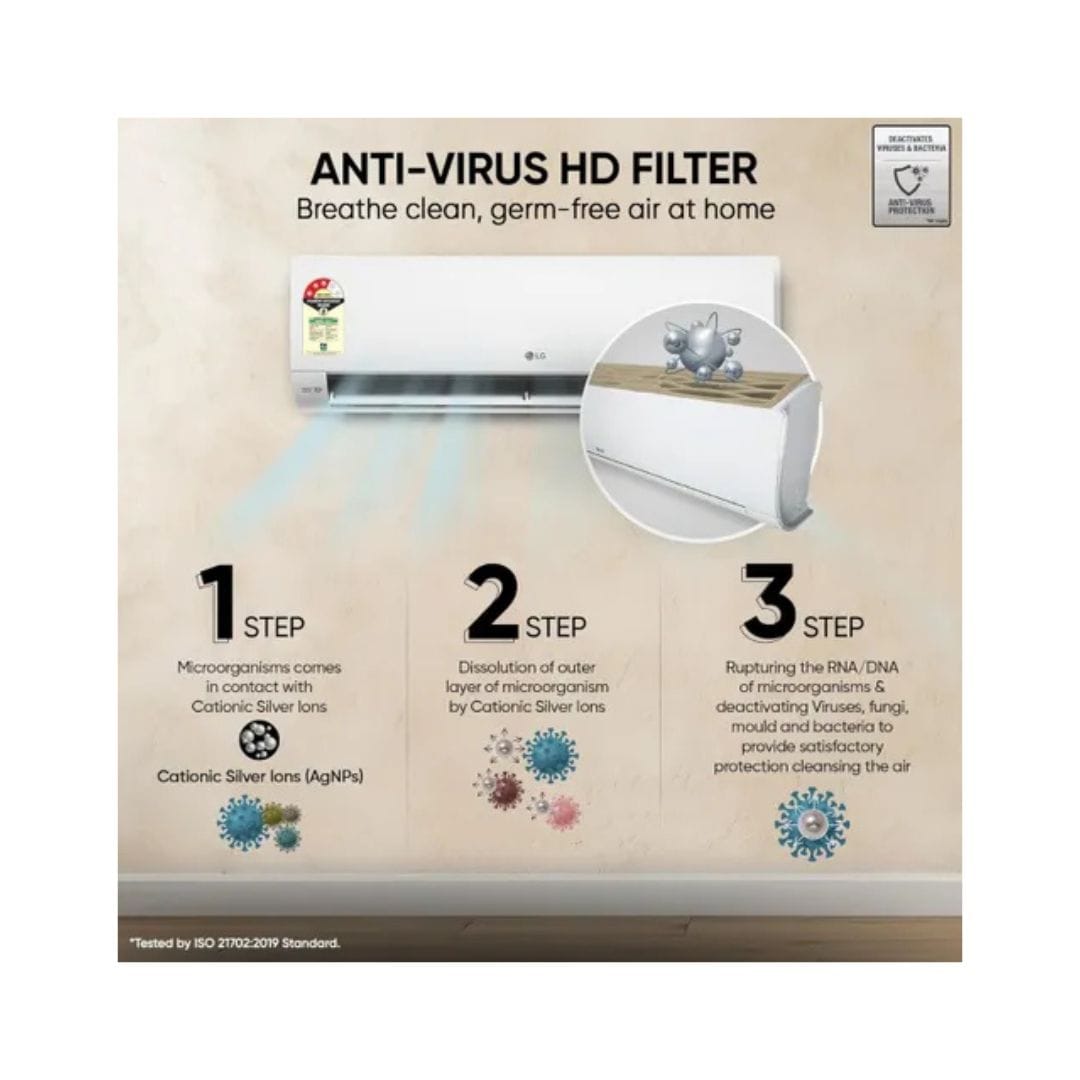 DEACTIVATES
VIRUSES & BACTERIA
ANTI-VIRUS
PROTECTION
ANTI-VIRUS HD FILTER
Breathe clean, germ-free air at home
LG
1 STEP
Microorganisms comes
in contact with
Cationic Silver Ions
Cationic Silver Ions (AgNPs)
2 STEP
Dissolution of outer
layer of microorganism
by Cationic Silver Ions
3 STEP
Rupturing the RNA/DNA
of microorganisms &
deactivating Viruses, fungi,
mould and bacteria to
provide satisfactory
protection cleansing the air
*Tested by ISO 21702:2019 Standard.